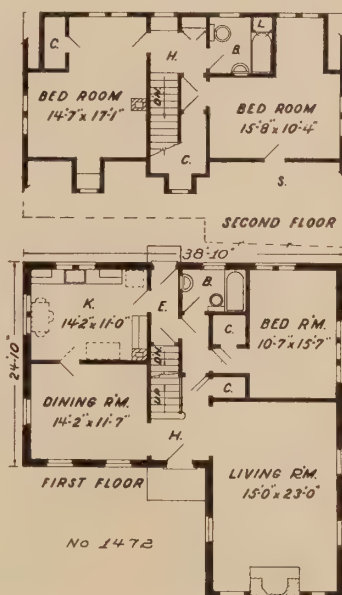 C.
H.
B.
L.
BED ROOM
14'-7" x 17'-1"
DN.
BED ROOM
15'-8" x 10'-4"
C.
S.
SECOND FLOOR
38'-10"
24'-10"
K.
14'-2" x 11'-0"
E.
B.
C.
BED R'M.
10'-7" x 15'-7"
DN.
UP
C.
DINING R'M.
14'-2" x 11'-7"
H.
LIVING R'M.
15'-0" x 23'-0"
FIRST FLOOR
No 1472